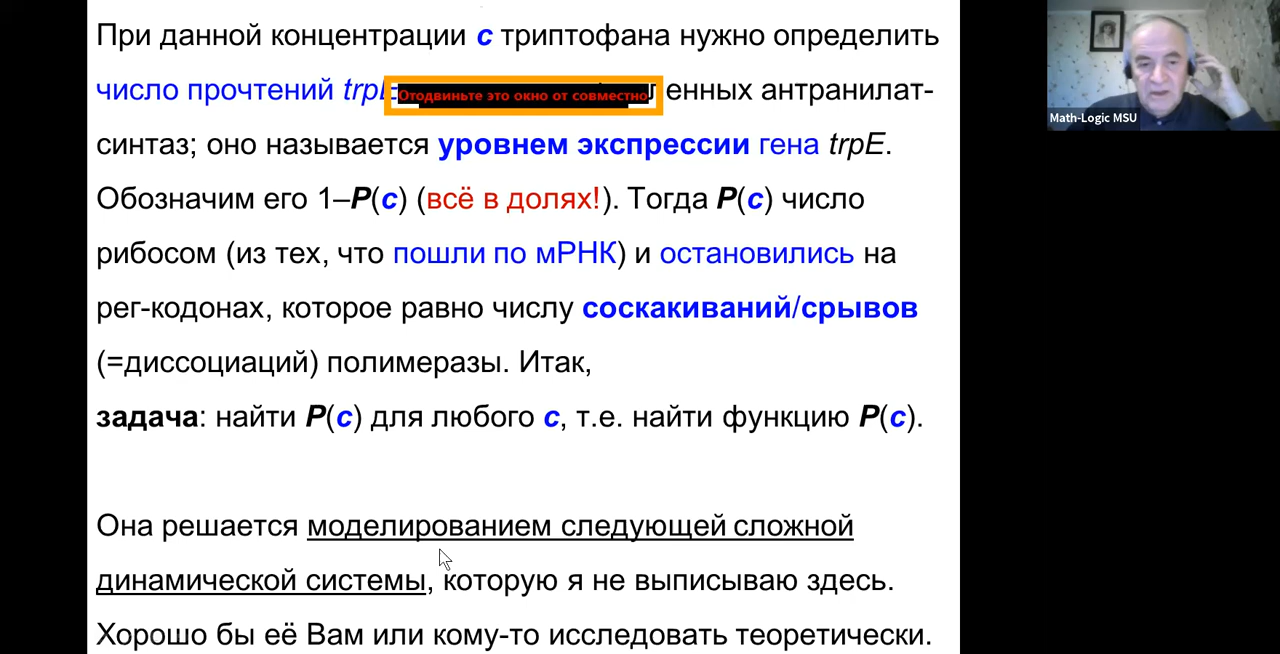 При данной концентрации c триптофана нужно определить
число прочтений trpE
Отодвиньте это окно от совместно
енных антранилат-
синтаз; оно называется уровнем экспрессии гена trpE.
Обозначим его 1–P(c) (всё в долях!). Тогда P(c) число
рибосом (из тех, что пошли по мРНК) и остановились на
рег-кодонах, которое равно числу соскакиваний/срывов
(=диссоциаций) полимеразы. Итак,
задача: найти P(c) для любого c, т.е. найти функцию P(c).
Она решается моделированием следующей сложной
динамической системы, которую я не выписываю здесь.
Хорошо бы её Вам или кому-то исследовать теоретически.
Math-Logic MSU